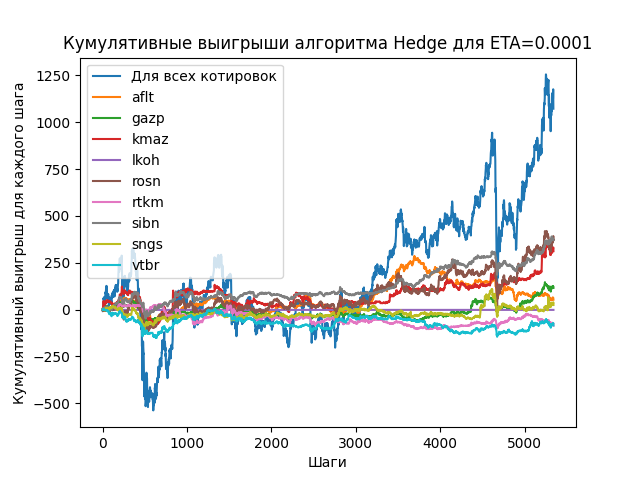 Кумулятивные выигрыши алгоритма Hedge для ETA=0.0001
Кумулятивный выигрыш для каждого шага
1250
1000
750
500
250
0
−250
−500
Для всех котировок
aflt
gazp
kmaz
lkoh
rosn
rtkm
sibn
sngs
vtbr
0 1000 2000 3000 4000 5000
Шаги